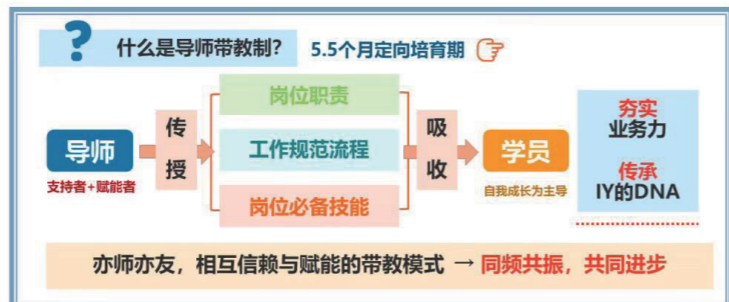 ? 什么是导师带教制? 5.5个月定向培育期
导师
支持者+赋能者
传
授
岗位职责
工作规范流程
岗位必备技能
吸
收
学员
自我成长为主导
夯实
业务力
传承
IY的DNA
亦师亦友，相互信赖与赋能的带教模式 → 同频共振，共同进步